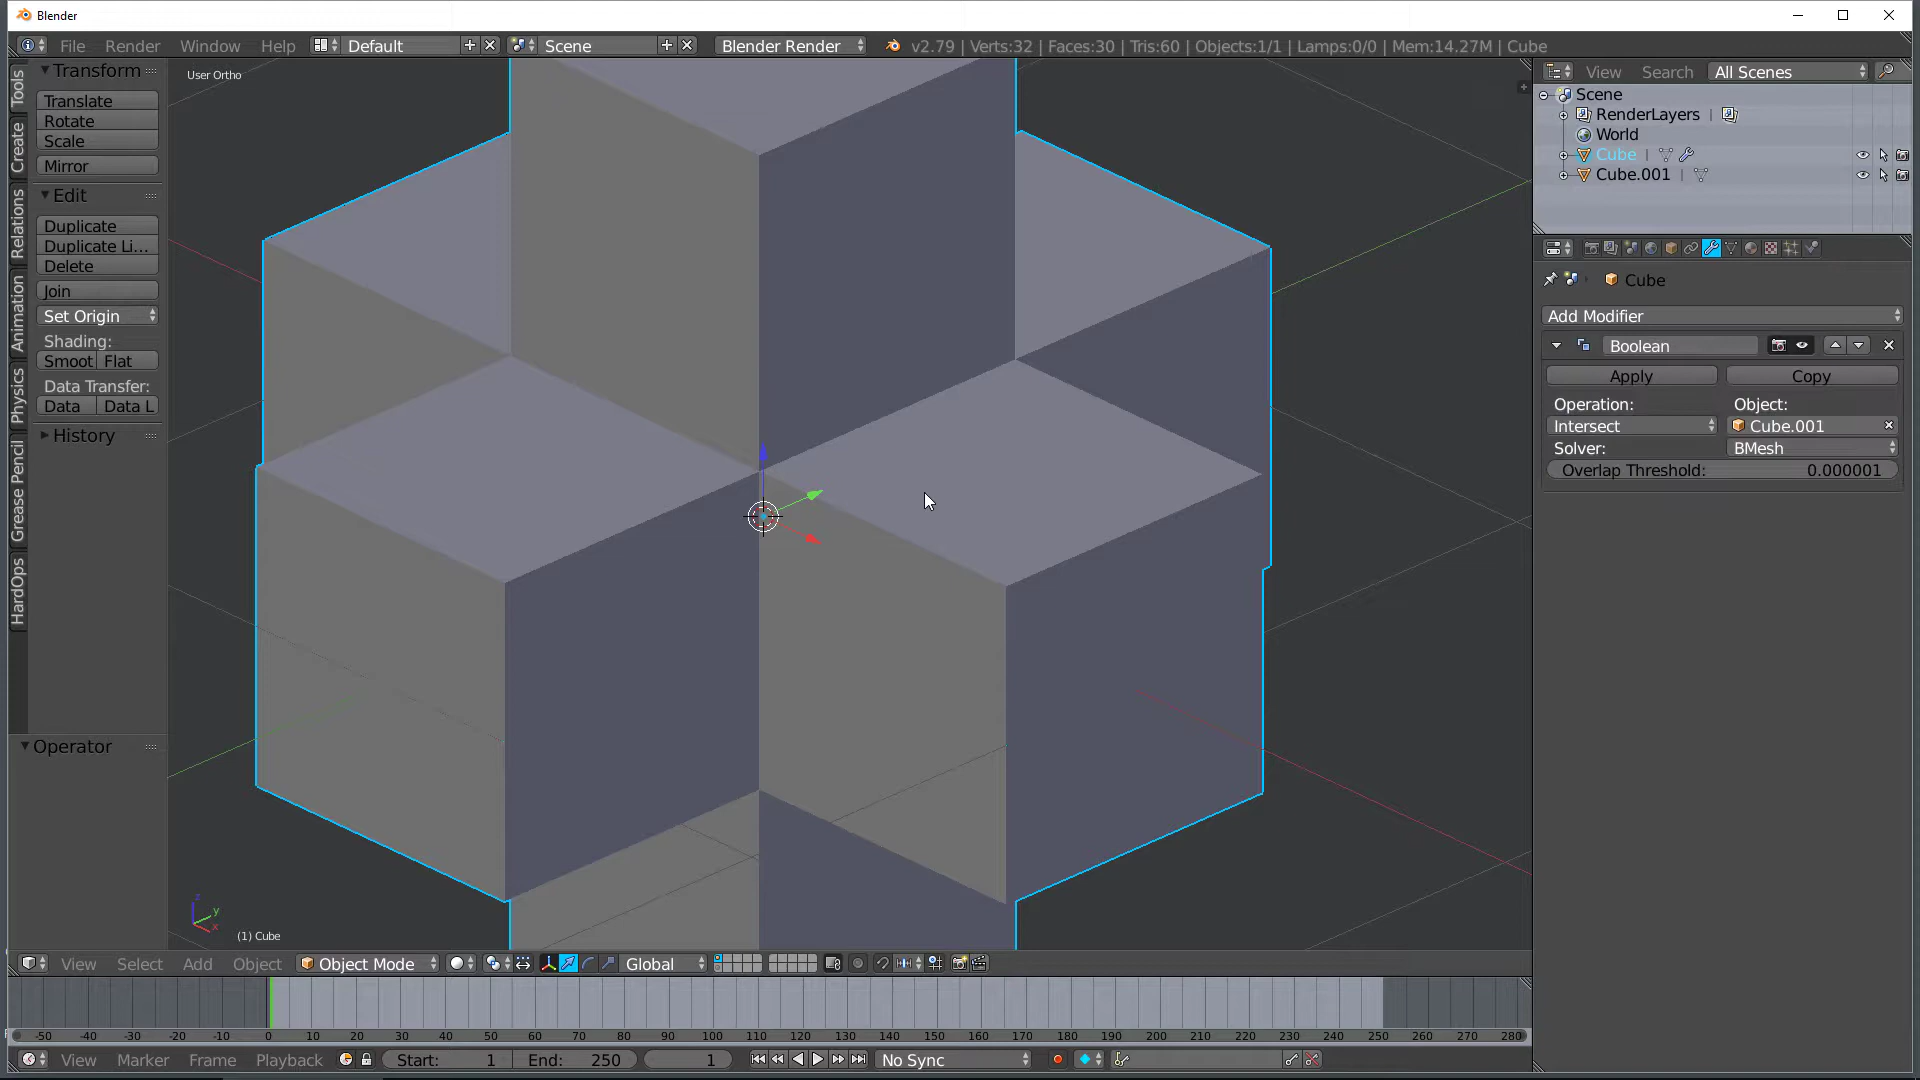 Blender
File Render Window Help Default Scene Blender Render v2.79 | Verts:32 | Faces:30 | Tris:60 | Objects:1/1 | Lamps:0/0 | Mem:14.27M | Cube
Tools
Create
Relations
Animation
Physics
Grease Pencil
HardOps
Transform
Translate
Rotate
Scale
Mirror
Edit
Duplicate
Duplicate Li...
Delete
Join
Set Origin
Shading:
Smoot Flat
Data Transfer:
Data Data L
History
Operator
User Ortho
z
y
x
(1) Cube
View Select Add Object Object Mode Global
-50 -40 -30 -20 -10 0 10 20 30 40 50 60 70 80 90 100 110 120 130 140 150 160 170 180 190 200 210 220 230 240 250 260 270 280
View Marker Frame Playback Start: 1 End: 250 1 No Sync
View Search All Scenes
Scene
RenderLayers |
World
Cube |
Cube.001 |
Cube
Add Modifier
Boolean
Apply Copy
Operation: Object:
Intersect Cube.001
Solver: BMesh
Overlap Threshold: 0.000001